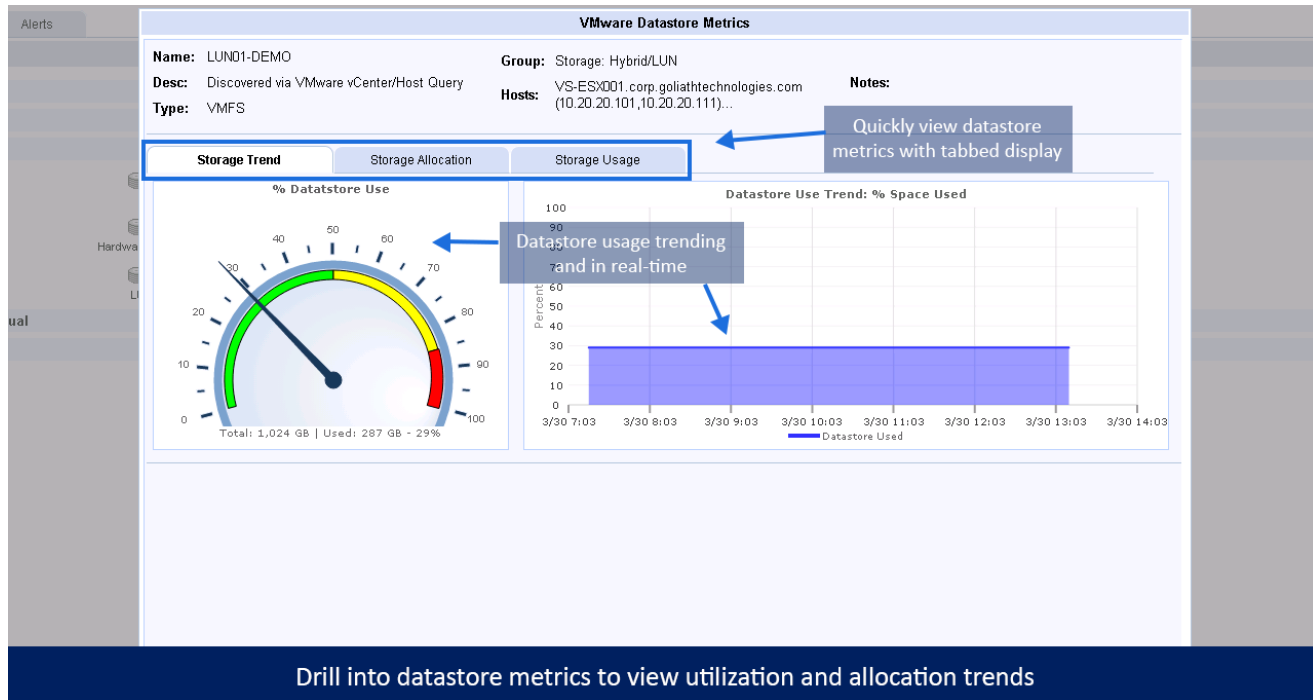 Alerts
VMware Datastore Metrics
Name: LUN01-DEMO
Desc: Discovered via VMware vCenter/Host Query
Type: VMFS
Group: Storage: Hybrid/LUN
Hosts: VS-ESX001.corp.goliathtechnologies.com
(10.20.20.101,10.20.20.111)...
Notes:
Quickly view datastore
metrics with tabbed display
Storage Trend
Storage Allocation
Storage Usage
Hardwa
LU
ual
% Datatstore Use
0
10
20
30
40
50
60
70
80
90
100
Total: 1,024 GB | Used: 287 GB - 29%
Datastore usage trending
and in real-time
Datastore Use Trend: % Space Used
Percent
100
90
70
60
50
40
30
20
10
0
3/30 7:03 3/30 8:03 3/30 9:03 3/30 10:03 3/30 11:03 3/30 12:03 3/30 13:03 3/30 14:03
Datastore Used
Drill into datastore metrics to view utilization and allocation trends